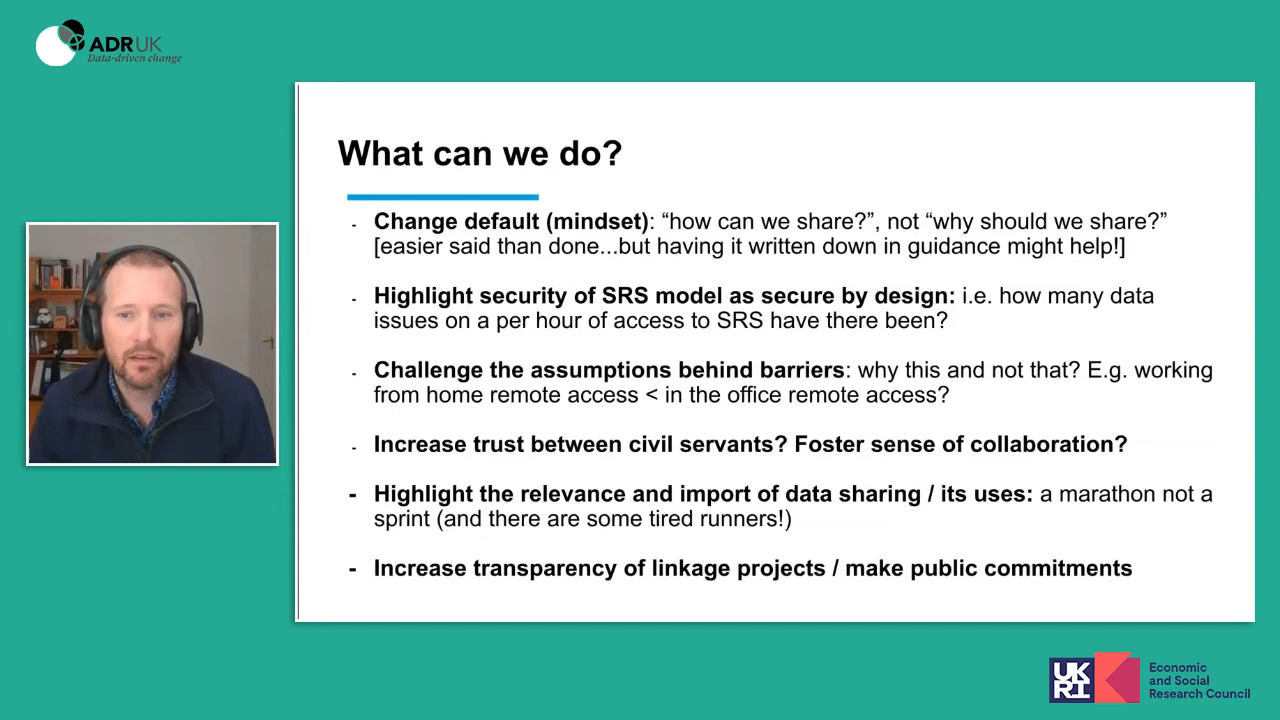 ADR UK
Data-driven change
What can we do?
- Change default (mindset): “how can we share?”, not “why should we share?”
[easier said than done...but having it written down in guidance might help!]
- Highlight security of SRS model as secure by design: i.e. how many data
issues on a per hour of access to SRS have there been?
- Challenge the assumptions behind barriers: why this and not that? E.g. working
from home remote access < in the office remote access?
- Increase trust between civil servants? Foster sense of collaboration?
- Highlight the relevance and import of data sharing / its uses: a marathon not a
sprint (and there are some tired runners!)
- Increase transparency of linkage projects / make public commitments
UK
RI
Economic
and Social
Research Council